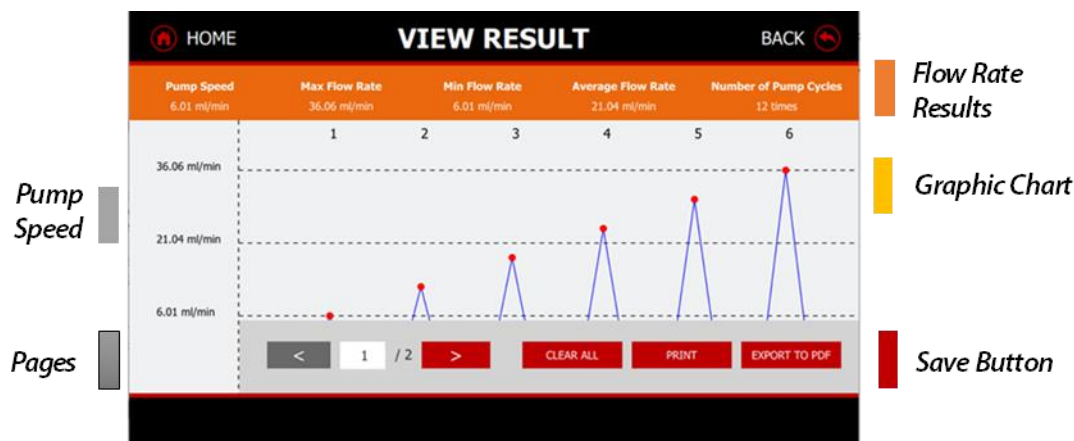 HOME
VIEW RESULT
BACK
Pump Speed
Max Flow Rate
Min Flow Rate
Average Flow Rate
Number of Pump Cycles
6.01 ml/min
36.06 ml/min
6.01 ml/min
21.04 ml/min
12 times
1 2 3 4 5 6
36.06 ml/min
21.04 ml/min
6.01 ml/min
<
1
/ 2
>
CLEAR ALL
PRINT
EXPORT TO PDF
Pump
Speed
Pages
Flow Rate
Results
Graphic Chart
Save Button